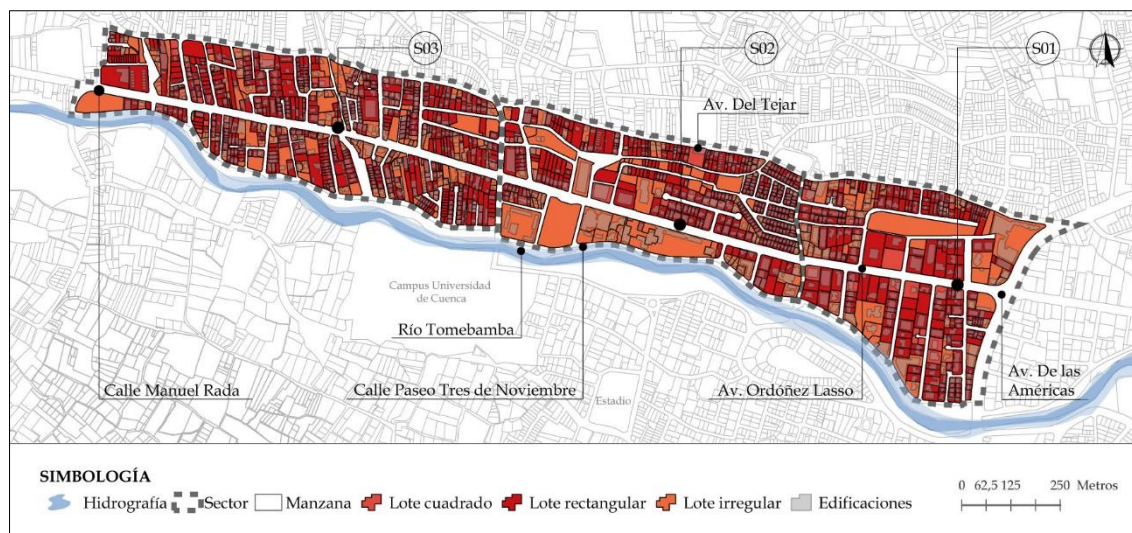 S03
S02
S01
Av. Del Tejar
Campus Universidad
de Cuenca
Río Tomebamba
Calle Manuel Rada
Calle Paseo Tres de Noviembre
Estadio
Av. Ordóñez Lasso
Av. De las
Américas
SIMBOLOGÍA
Hidrografía Sector Manzana Lote cuadrado Lote rectangular Lote irregular Edificaciones
0 62,5 125 250 Metros